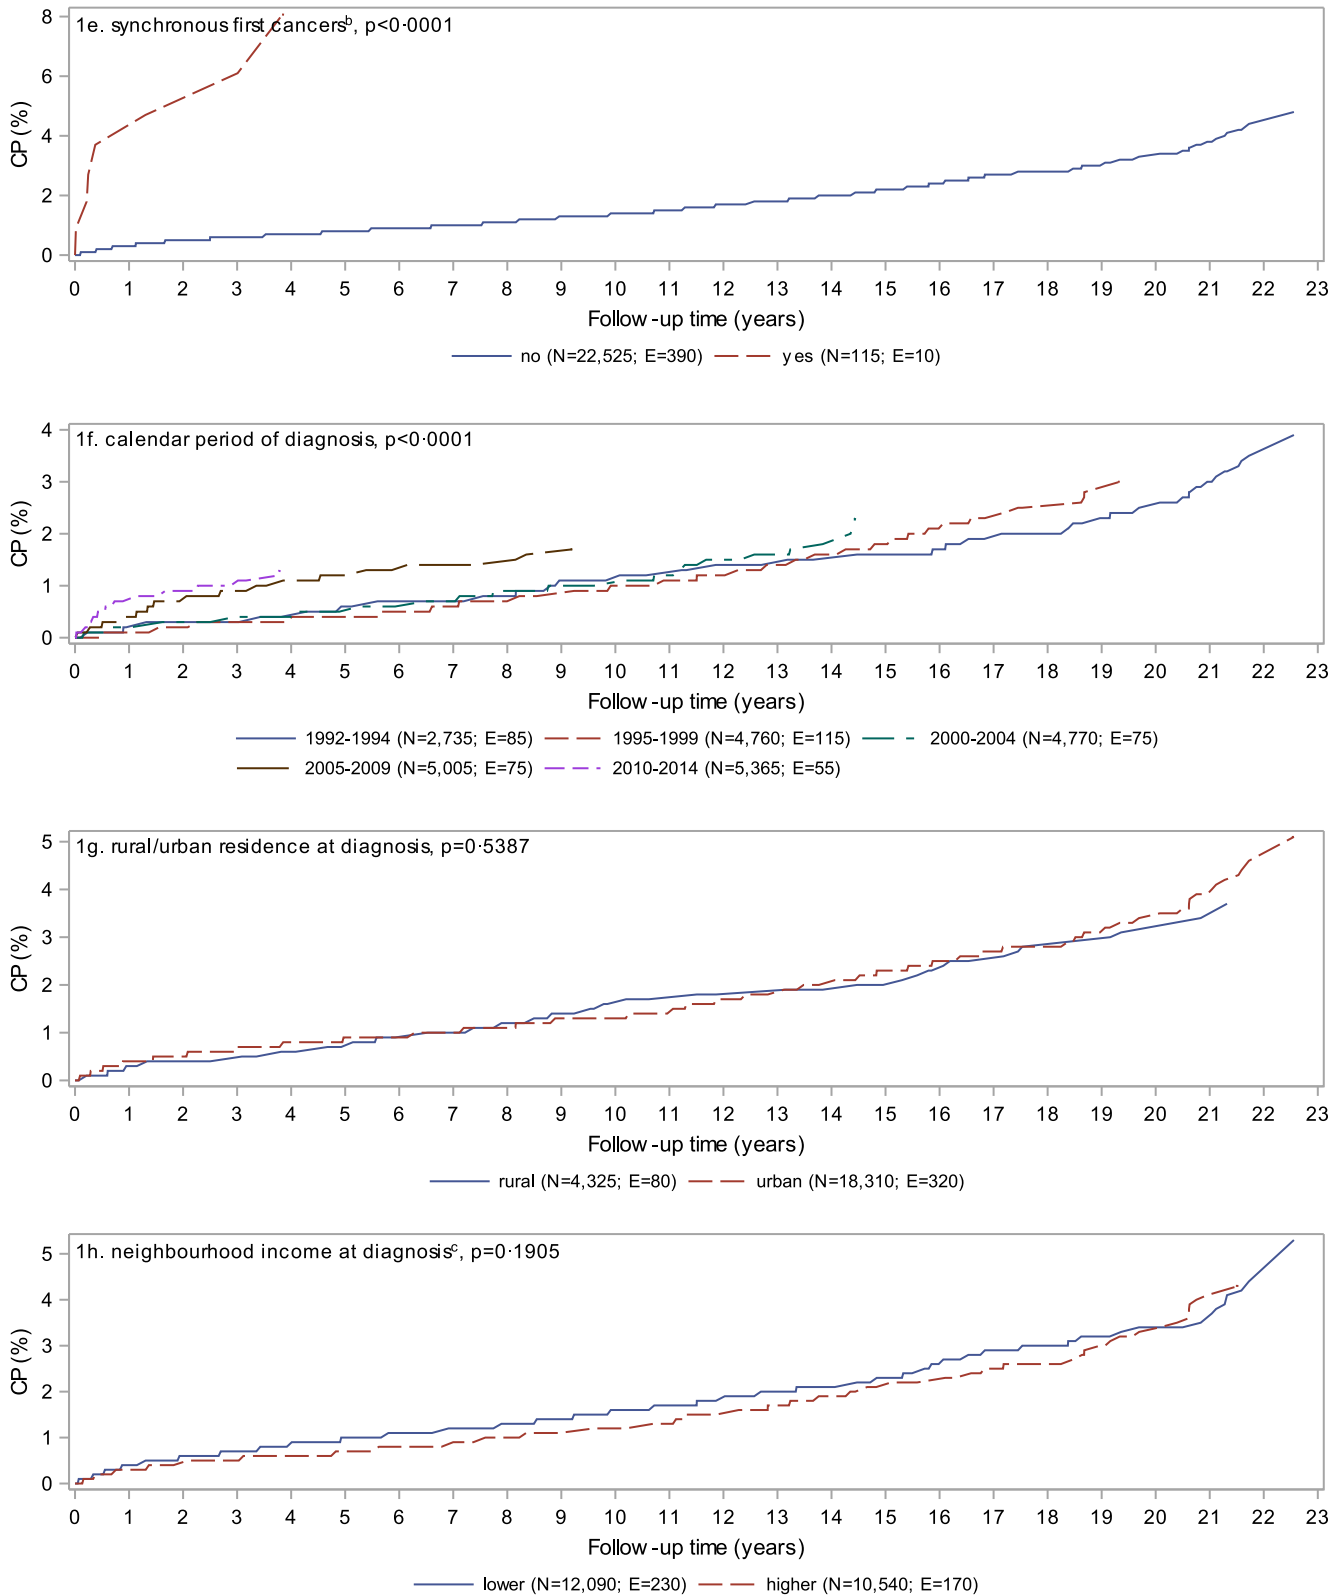 1e. synchronous first cancersᵇ, p<0·0001
8
6
4
2
0
CP (%)
0 1 2 3 4 5 6 7 8 9 10 11 12 13 14 15 16 17 18 19 20 21 22 23
Follow-up time (years)
no (N=22,525; E=390) yes (N=115; E=10)
1f. calendar period of diagnosis, p<0·0001
4
3
2
1
0
CP (%)
0 1 2 3 4 5 6 7 8 9 10 11 12 13 14 15 16 17 18 19 20 21 22 23
Follow-up time (years)
1992-1994 (N=2,735; E=85) 1995-1999 (N=4,760; E=115) 2000-2004 (N=4,770; E=75)
2005-2009 (N=5,005; E=75) 2010-2014 (N=5,365; E=55)
1g. rural/urban residence at diagnosis, p=0·5387
5
4
3
2
1
0
CP (%)
0 1 2 3 4 5 6 7 8 9 10 11 12 13 14 15 16 17 18 19 20 21 22 23
Follow-up time (years)
rural (N=4,325; E=80) urban (N=18,310; E=320)
1h. neighbourhood income at diagnosisᶜ, p=0·1905
5
4
3
2
1
0
CP (%)
0 1 2 3 4 5 6 7 8 9 10 11 12 13 14 15 16 17 18 19 20 21 22 23
Follow-up time (years)
lower (N=12,090; E=230) higher (N=10,540; E=170)